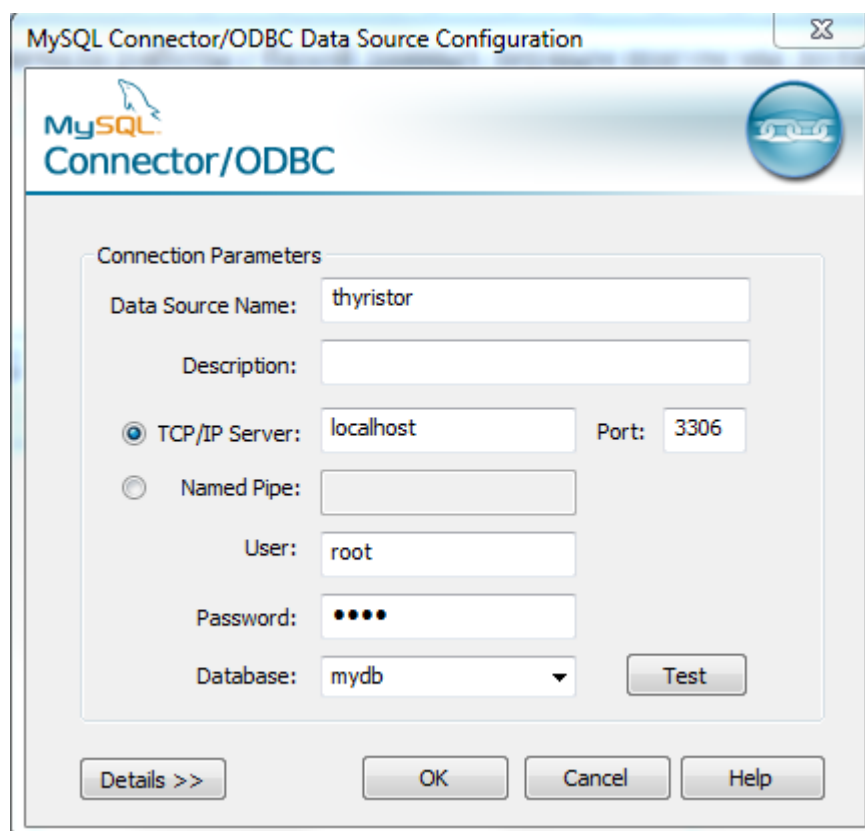 MySQL Connector/ODBC Data Source Configuration
MySQL
Connector/ODBC
Connection Parameters
Data Source Name: thyristor
Description:
TCP/IP Server: localhost Port: 3306
Named Pipe:
User: root
Password: ••••
Database: mydb Test
Details >> OK Cancel Help